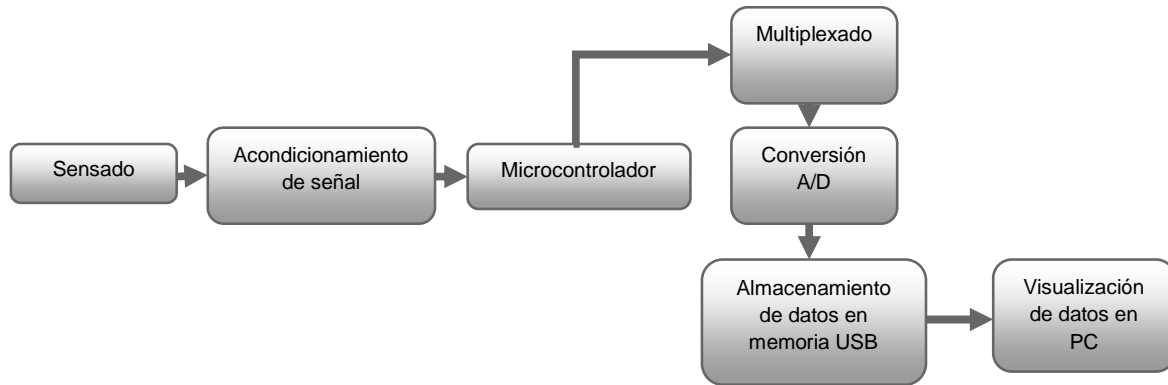 Sensado
Acondicionamiento
de señal
Microcontrolador
Multiplexado
Conversión
A/D
Almacenamiento
de datos en
memoria USB
Visualización
de datos en
PC